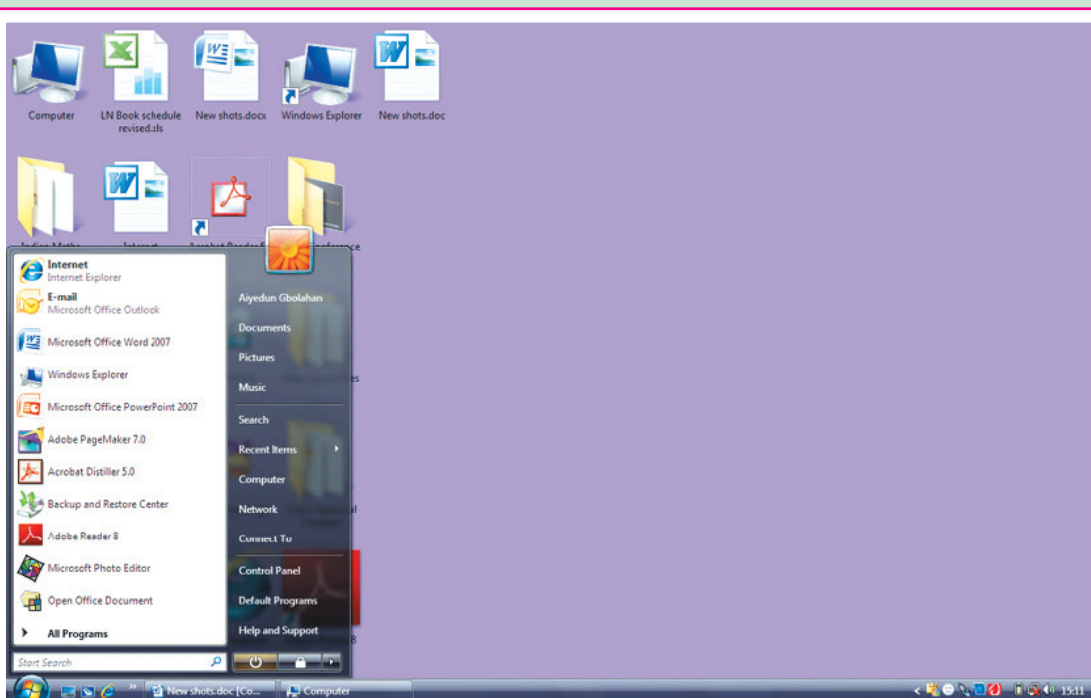 Computer
LN Book schedule
revised.xls
New shots.docx
Windows Explorer
New shots.doc
Internet
Internet Explorer
E-mail
Microsoft Office Outlook
Microsoft Office Word 2007
Windows Explorer
Microsoft Office PowerPoint 2007
Adobe PageMaker 7.0
Acrobat Distiller 5.0
Backup and Restore Center
Adobe Reader 8
Microsoft Photo Editor
Open Office Document
All Programs
Start Search
Aiyedun Gbolahan
Documents
Pictures
Music
Search
Recent Items
Computer
Network
Connect To
Control Panel
Default Programs
Help and Support
New shots.doc [Co...
Computer
15:11